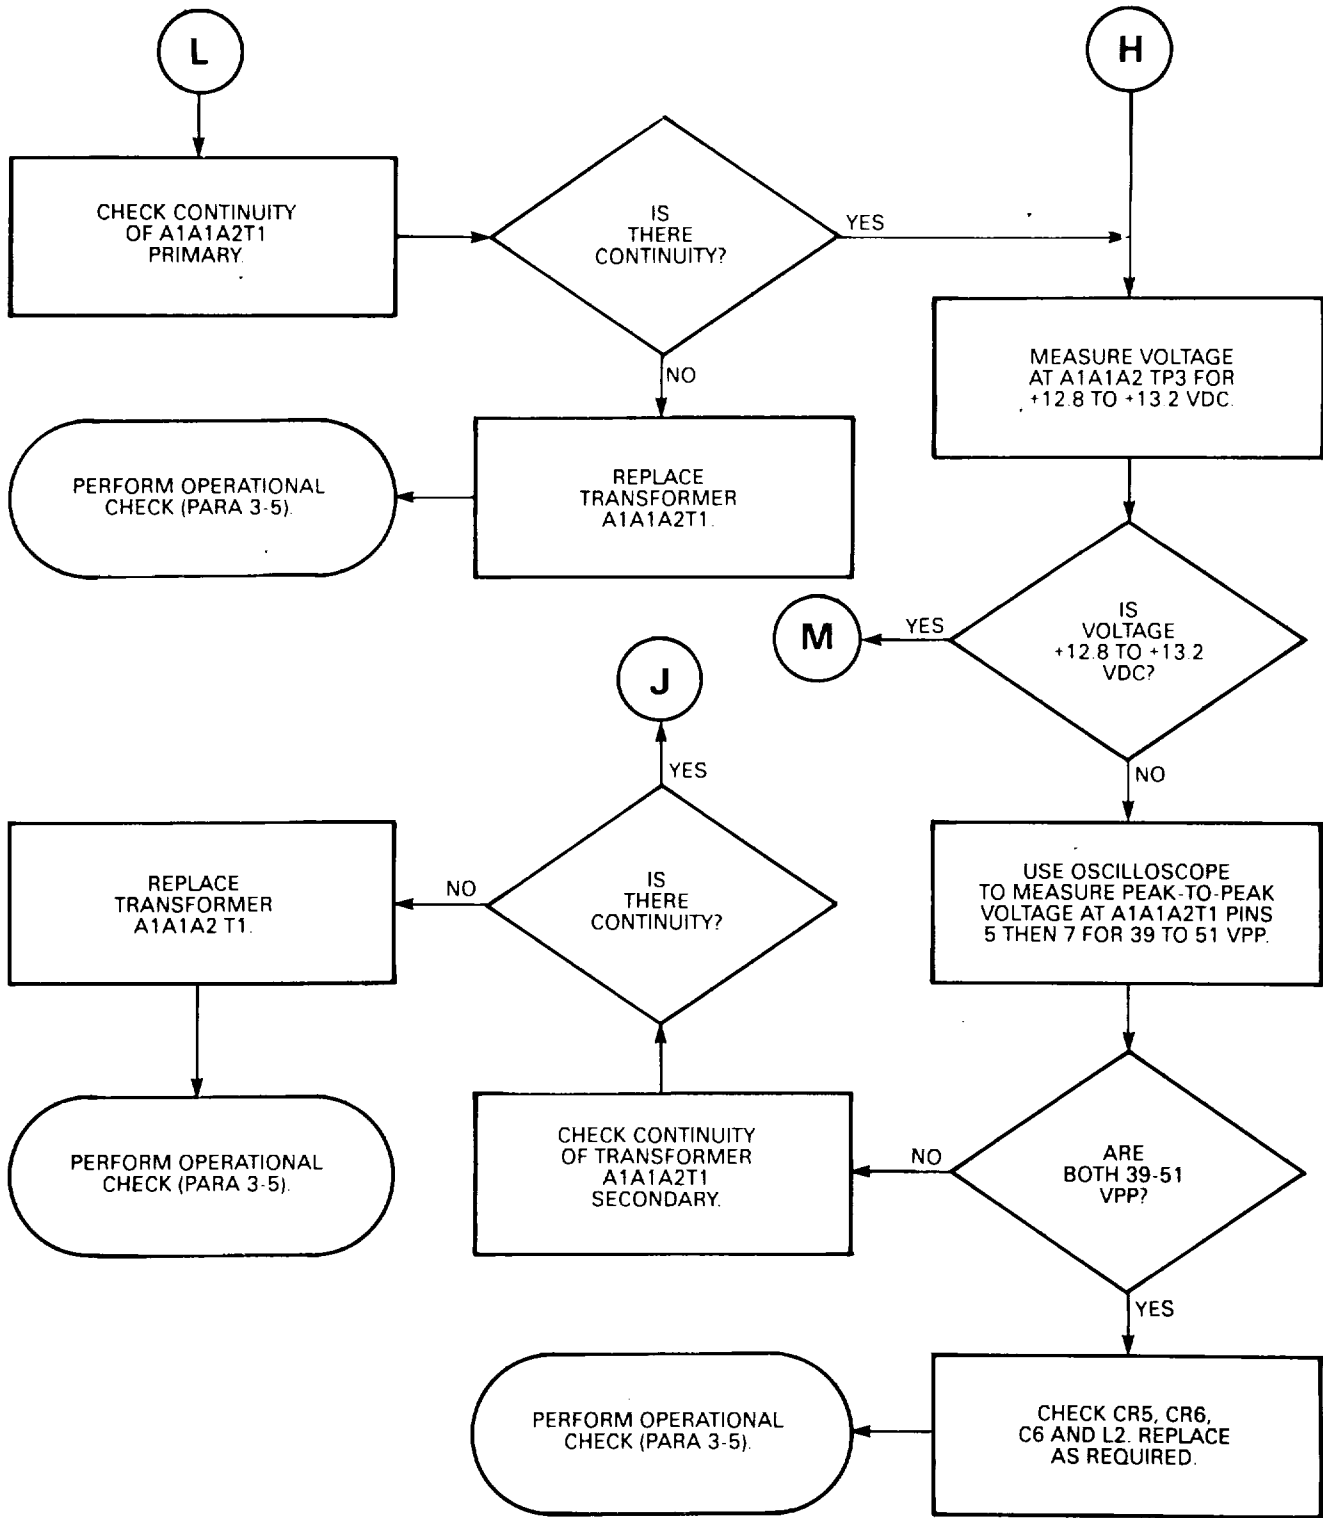 L
H
CHECK CONTINUITY
OF A1A1A2T1
PRIMARY.
IS
THERE
CONTINUITY?
YES
NO
MEASURE VOLTAGE
AT A1A1A2 TP3 FOR
+12.8 TO +13.2 VDC.
PERFORM OPERATIONAL
CHECK (PARA 3-5).
REPLACE
TRANSFORMER
A1A1A2T1.
IS
VOLTAGE
+12.8 TO +13.2
VDC?
YES
M
NO
J
YES
REPLACE
TRANSFORMER
A1A1A2 T1.
NO
IS
THERE
CONTINUITY?
USE OSCILLOSCOPE
TO MEASURE PEAK-TO-PEAK
VOLTAGE AT A1A1A2T1 PINS
5 THEN 7 FOR 39 TO 51 VPP.
PERFORM OPERATIONAL
CHECK (PARA 3-5).
CHECK CONTINUITY
OF TRANSFORMER
A1A1A2T1
SECONDARY.
NO
ARE
BOTH 39-51
VPP?
YES
PERFORM OPERATIONAL
CHECK (PARA 3-5).
CHECK CR5, CR6,
C6 AND L2. REPLACE
AS REQUIRED.